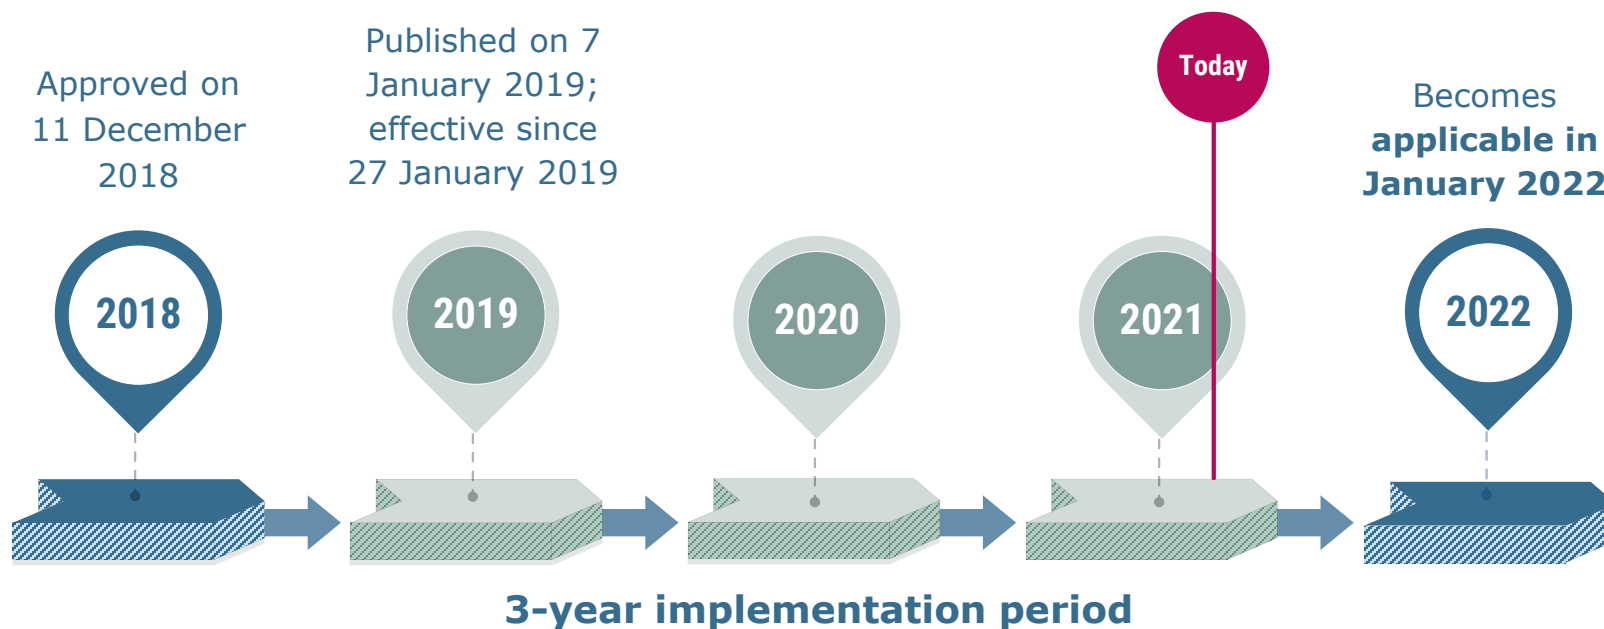 Approved on
11 December
2018
Published on 7
January 2019;
effective since
27 January 2019
Today
Becomes
applicable in
January 2022
2018
2019
2020
2021
2022
3-year implementation period